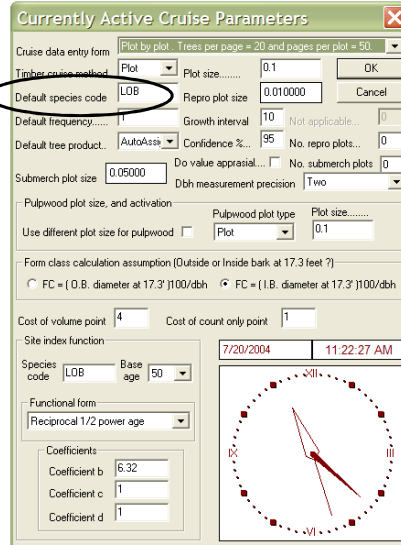 Currently Active Cruise Parameters
Cruise data entry form Plot by plot . Trees per page = 20 and pages per plot = 50.
Timber cruise method Plot Plot size........ 0.1 OK
Default species code LOB Repro plot size 0.010000 Cancel
Default frequency...... 1 Growth interval 10 Not appplicable... 0
Default tree product.. AutoAssi Confidence %... 95 No. repro plots... 0
Do value apprasial.... No. submerch plots 0
Submerch plot size 0.05000 Dbh measurement precision Two
Pulpwood plot size, and activation
Pulpwood plot type Plot size........
Use different plot size for pulpwood Plot 0.1
Form class calculation assumption (Outside or Inside bark at 17.3 feet ?)
FC = ( O.B. diameter at 17.3' )100/dbh FC = ( I.B. diameter at 17.3' )100/dbh
Cost of volume point 4 Cost of count only point 1
Site index function
7/20/2004 11:22:27 AM
Species code LOB Base age 50
Functional form
Reciprocal 1/2 power age
Coefficients
Coefficient b 6.32
Coefficient c 1
Coefficient d 1
XII
IX III
VI